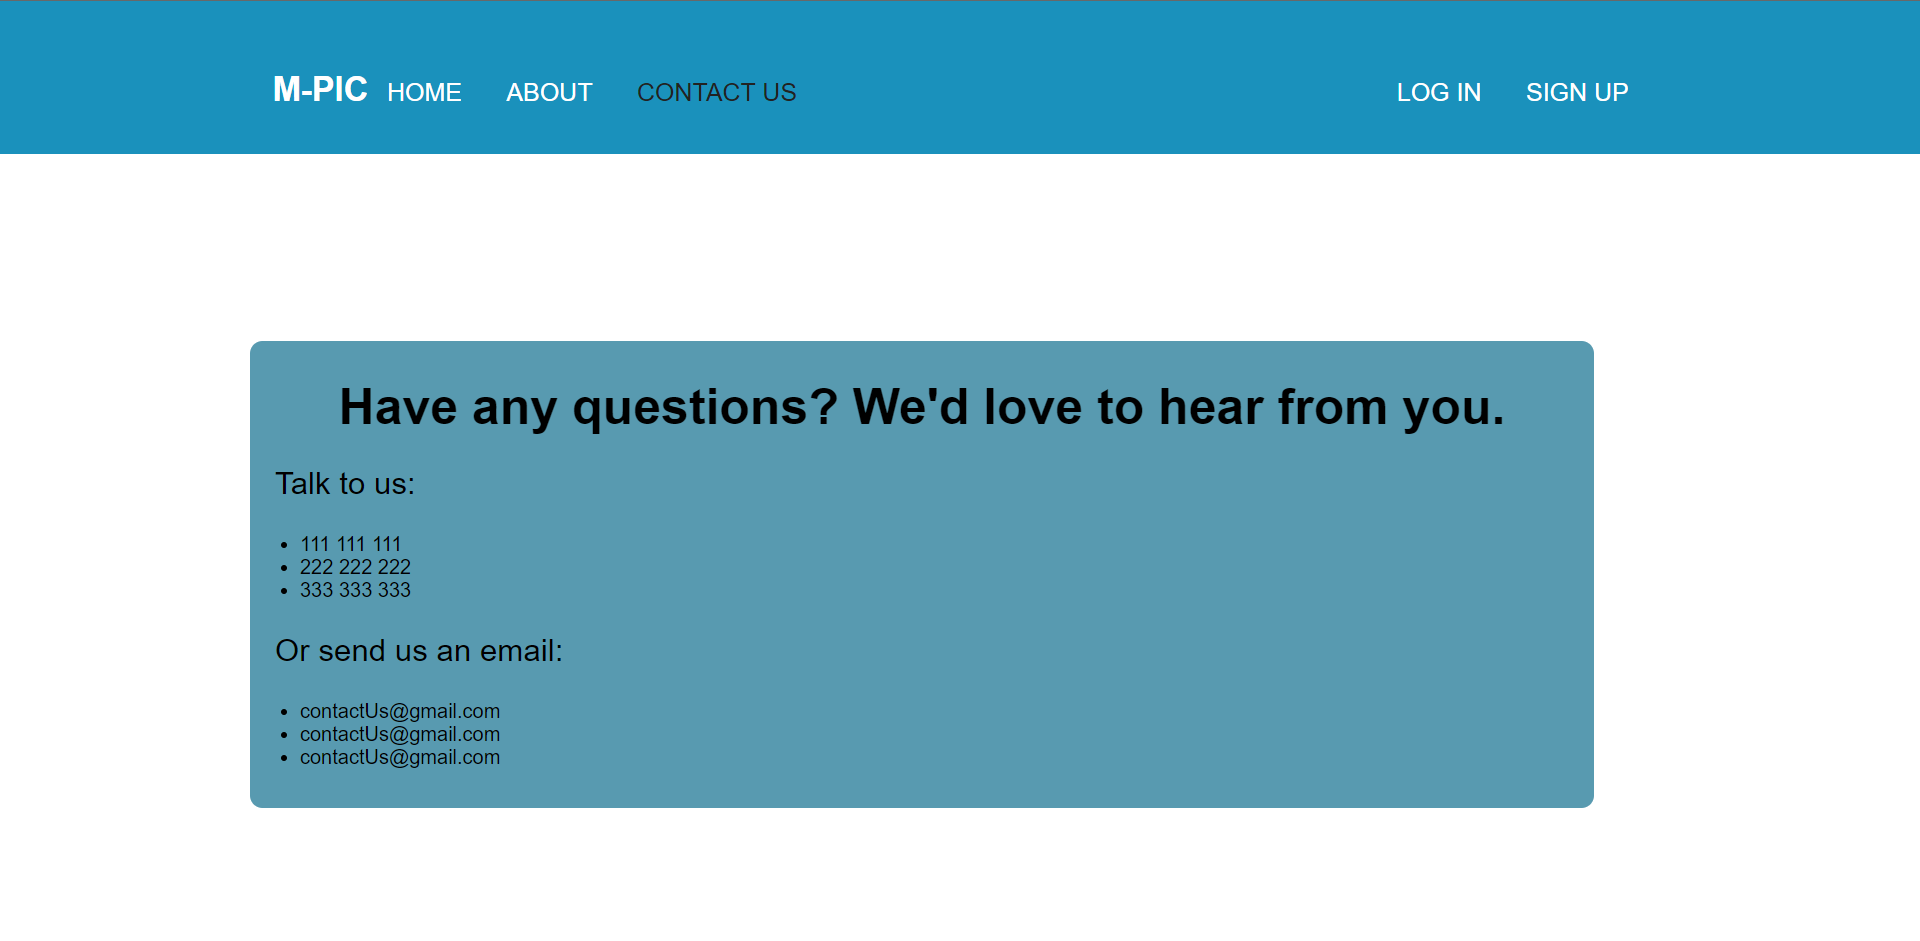 M-PIC HOME ABOUT CONTACT US LOG IN SIGN UP
Have any questions? We'd love to hear from you.
Talk to us:
• 111 111 111
• 222 222 222
• 333 333 333
Or send us an email:
• contactUs@gmail.com
• contactUs@gmail.com
• contactUs@gmail.com